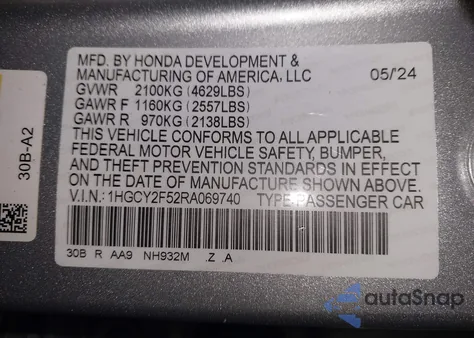 MFD. BY HONDA DEVELOPMENT &
MANUFACTURING OF AMERICA, LLC 05/'24
GVWR 2100KG (4629LBS)
GAWR F 1160KG (2557LBS)
GAWR R 970KG (2138LBS)
THIS VEHICLE CONFORMS TO ALL APPLICABLE
FEDERAL MOTOR VEHICLE SAFETY, BUMPER,
AND THEFT PREVENTION STANDARDS IN EFFECT
ON THE DATE OF MANUFACTURE SHOWN ABOVE.
V.I.N.: 1HGCY2F52RA069740 TYPE:PASSENGER CAR
30B R AA9 NH932M .Z .A
30B-A2
autoSnap